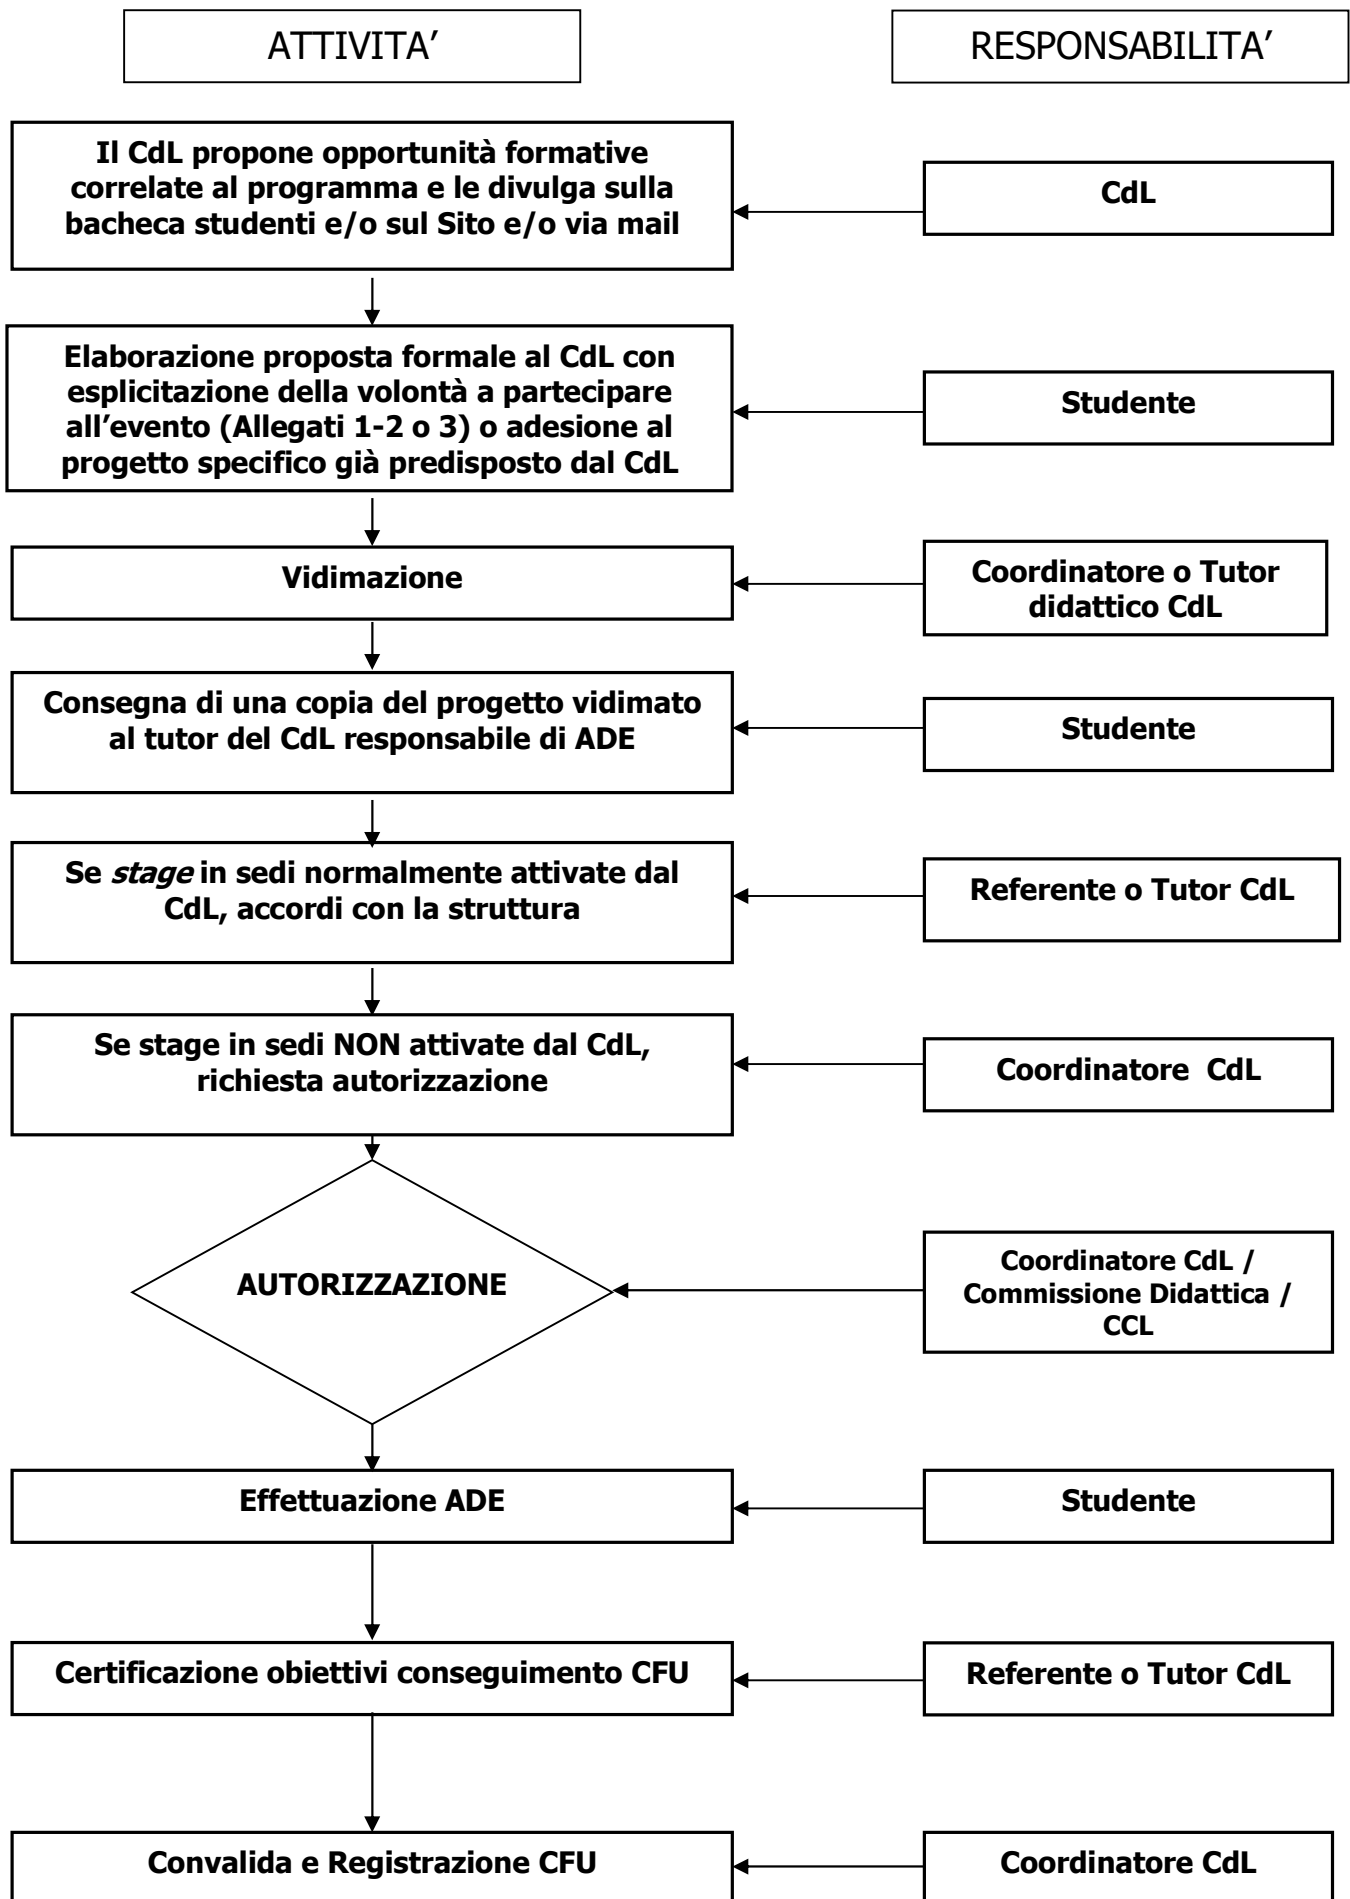 ATTIVITA’
RESPONSABILITA’
Il CdL propone opportunità formative
correlate al programma e le divulga sulla
bacheca studenti e/o sul Sito e/o via mail
CdL
Elaborazione proposta formale al CdL con
esplicitazione della volontà a partecipare
all’evento (Allegati 1-2 o 3) o adesione al
progetto specifico già predisposto dal CdL
Studente
Vidimazione
Coordinatore o Tutor
didattico CdL
Consegna di una copia del progetto vidimato
al tutor del CdL responsabile di ADE
Studente
Se stage in sedi normalmente attivate dal
CdL, accordi con la struttura
Referente o Tutor CdL
Se stage in sedi NON attivate dal CdL,
richiesta autorizzazione
Coordinatore  CdL
AUTORIZZAZIONE
Coordinatore CdL /
Commissione Didattica /
CCL
Effettuazione ADE
Studente
Certificazione obiettivi conseguimento CFU
Referente o Tutor CdL
Convalida e Registrazione CFU
Coordinatore CdL